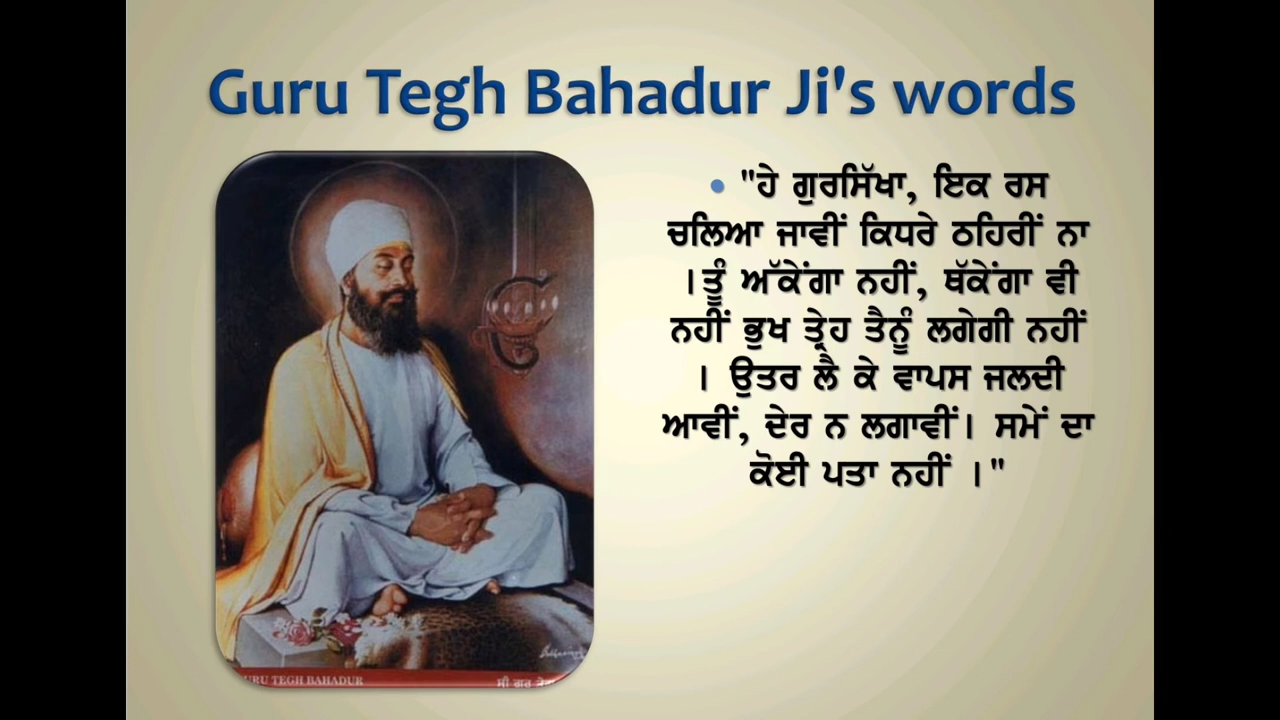 Guru Tegh Bahadur Ji's words
• "ਹੇ ਗੁਰਸਿੱਖਾ, ਇਕ ਰਸ
ਚਲਿਆ ਜਾਵੀਂ ਕਿਧਰੇ ਠਹਿਰੀਂ ਨਾ
।ਤੂੰ ਅੱਕੇਂਗਾ ਨਹੀਂ, ਥੱਕੇਂਗਾ ਵੀ
ਨਹੀਂ ਭੁਖ ਤ੍ਰੇਹ ਤੈਨੂੰ ਲਗੇਗੀ ਨਹੀਂ
। ਉਤਰ ਲੈ ਕੇ ਵਾਪਸ ਜਲਦੀ
ਆਵੀਂ, ਦੇਰ ਨ ਲਗਾਵੀਂ। ਸਮੇਂ ਦਾ
ਕੋਈ ਪਤਾ ਨਹੀਂ ।"
URU TEGH BAHADUR